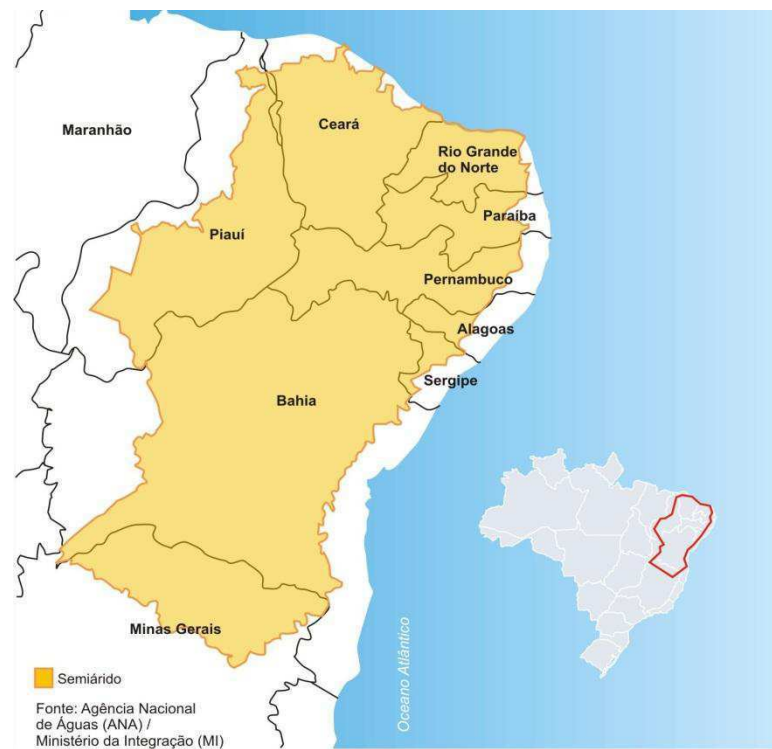 Maranhão
Ceará
Rio Grande
do Norte
Paraíba
Piauí
Pernambuco
Alagoas
Sergipe
Bahia
Minas Gerais
Oceano Atlântico
Semiárido
Fonte: Agência Nacional
de Águas (ANA) /
Ministério da Integração (MI)